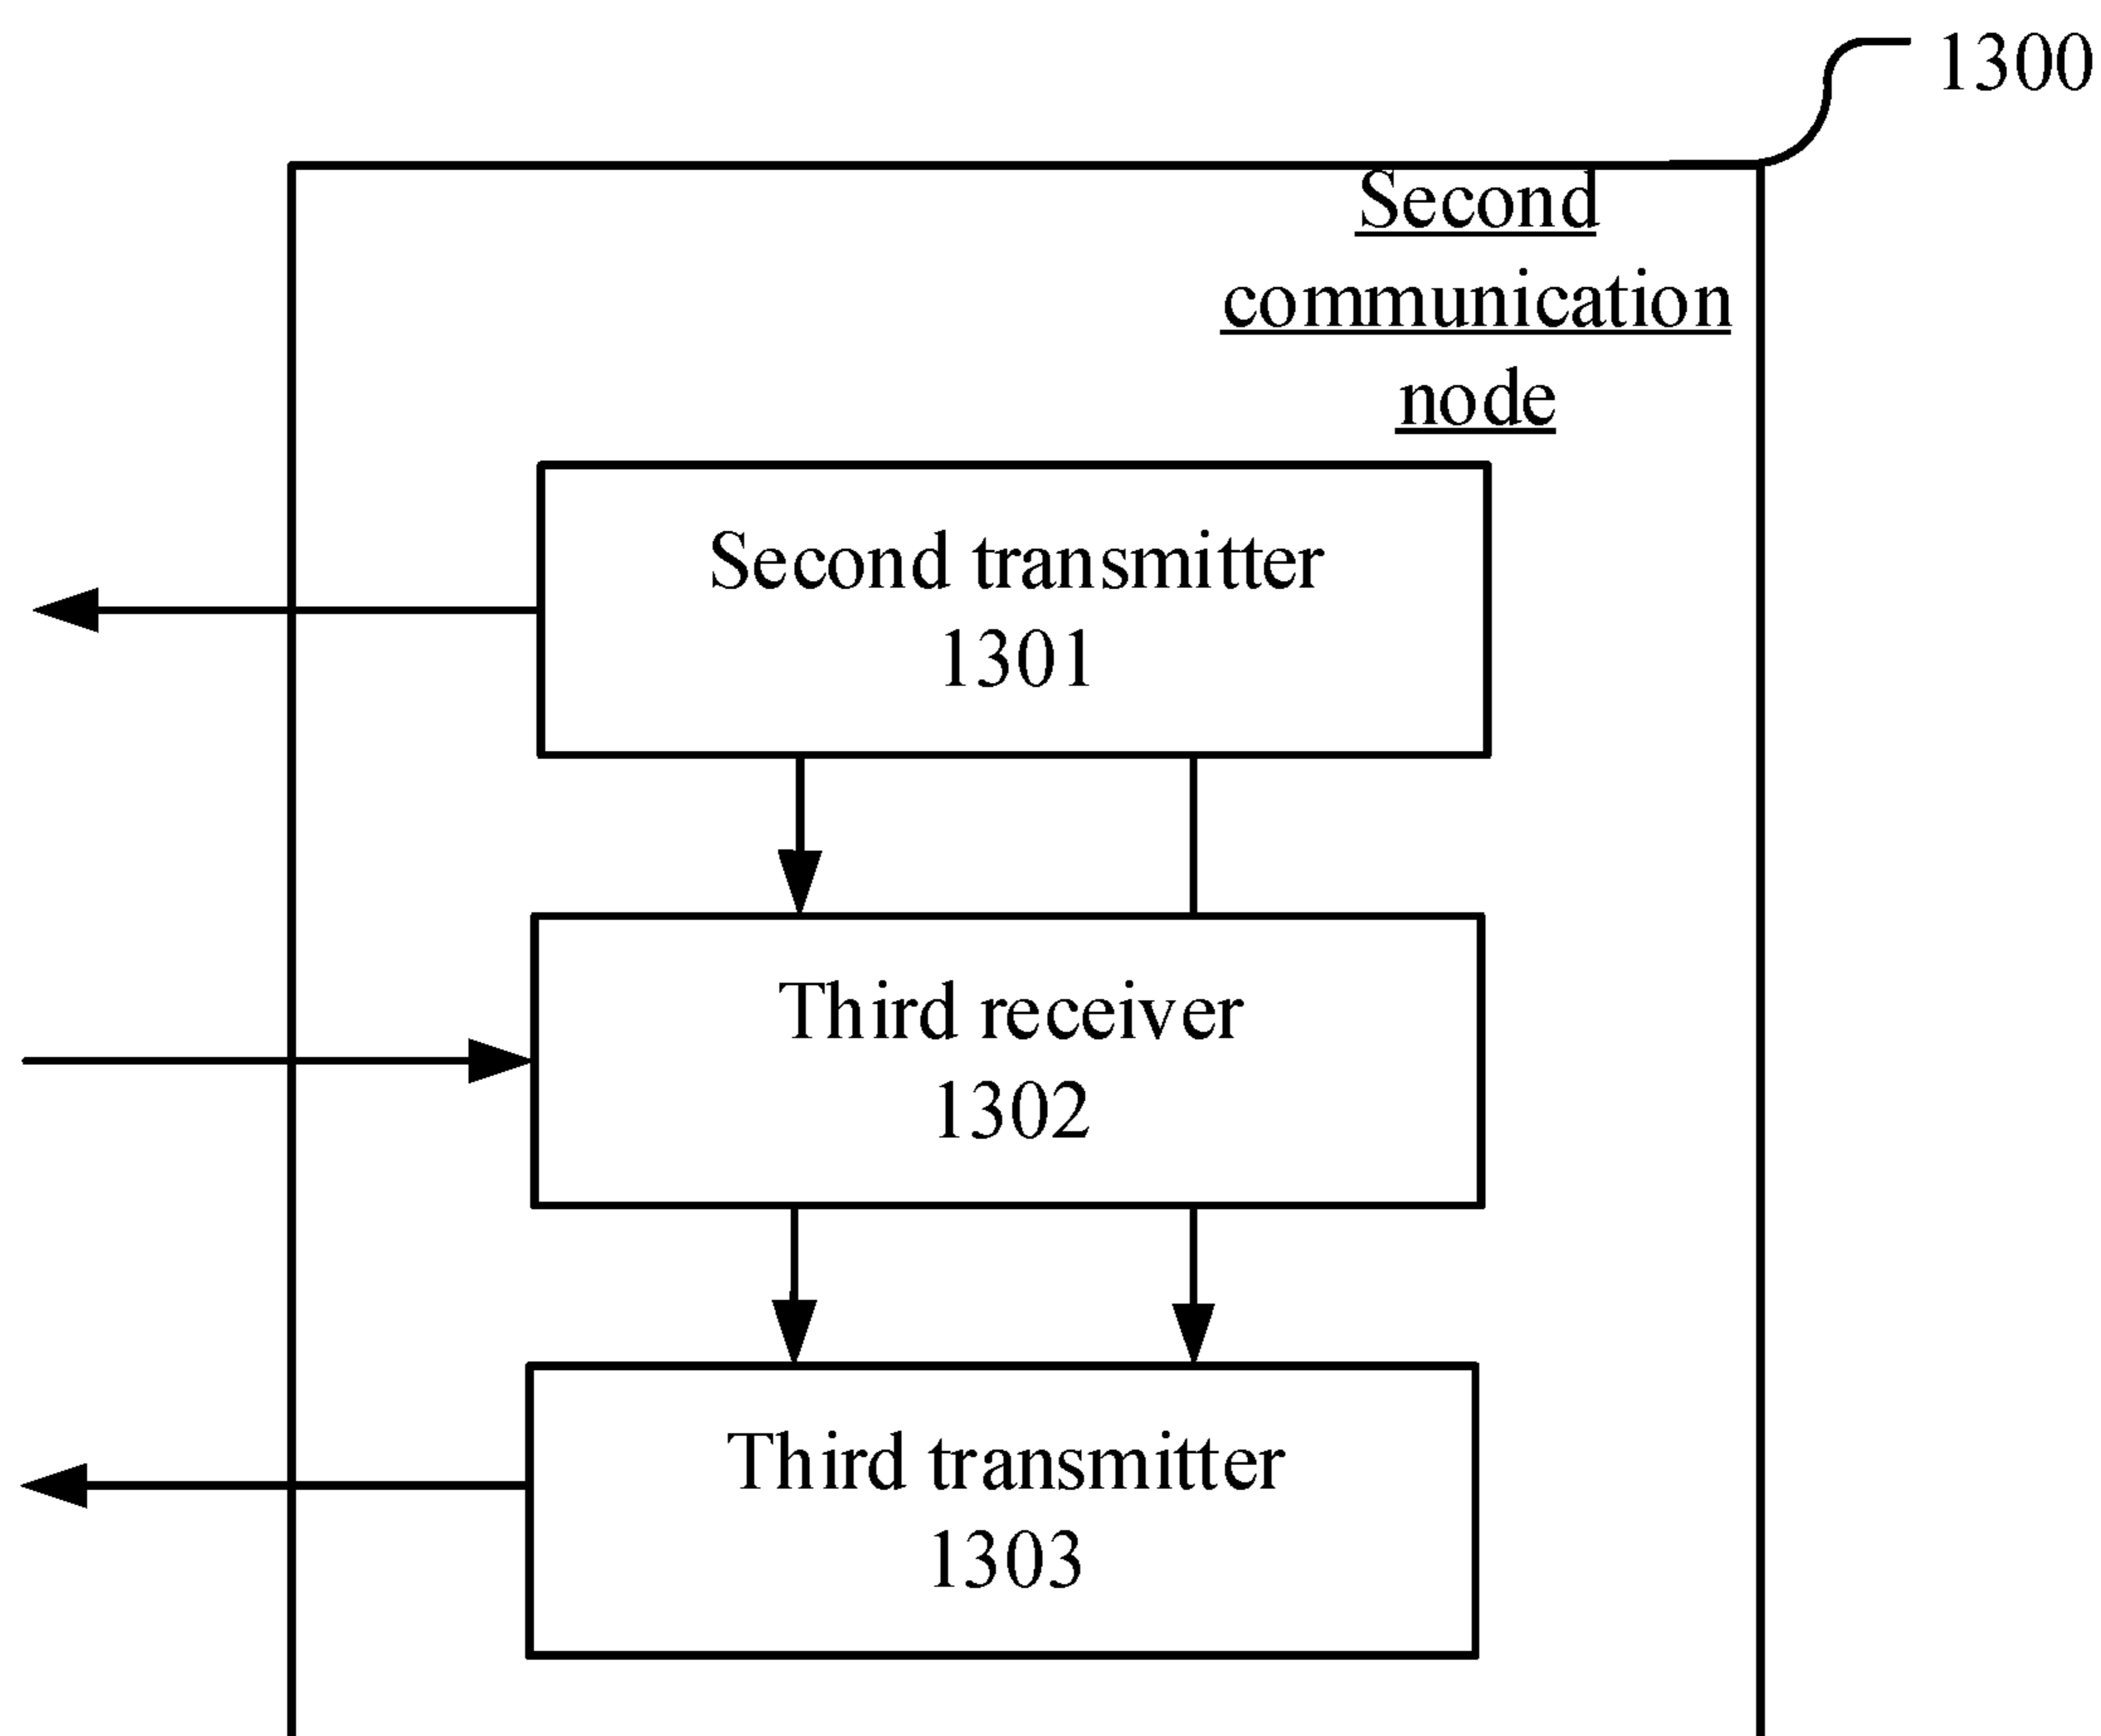 1300
Second
communication
node
Second transmitter
1301
Third receiver
1302
Third transmitter
1303